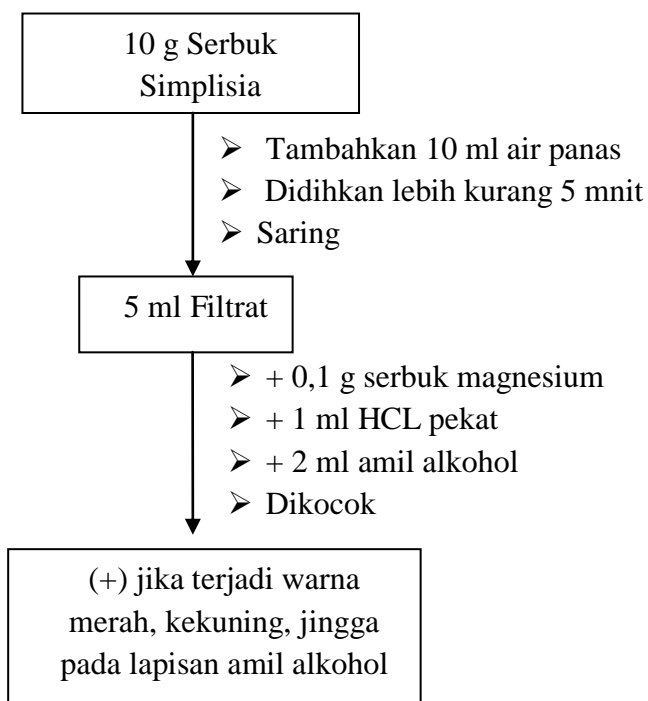 10 g Serbuk
Simplisia
➢ Tambahkan 10 ml air panas
➢ Didihkan lebih kurang 5 mnit
➢ Saring
5 ml Filtrat
➢ + 0,1 g serbuk magnesium
➢ + 1 ml HCL pekat
➢ + 2 ml amil alkohol
➢ Dikocok
(+) jika terjadi warna
merah, kekuning, jingga
pada lapisan amil alkohol